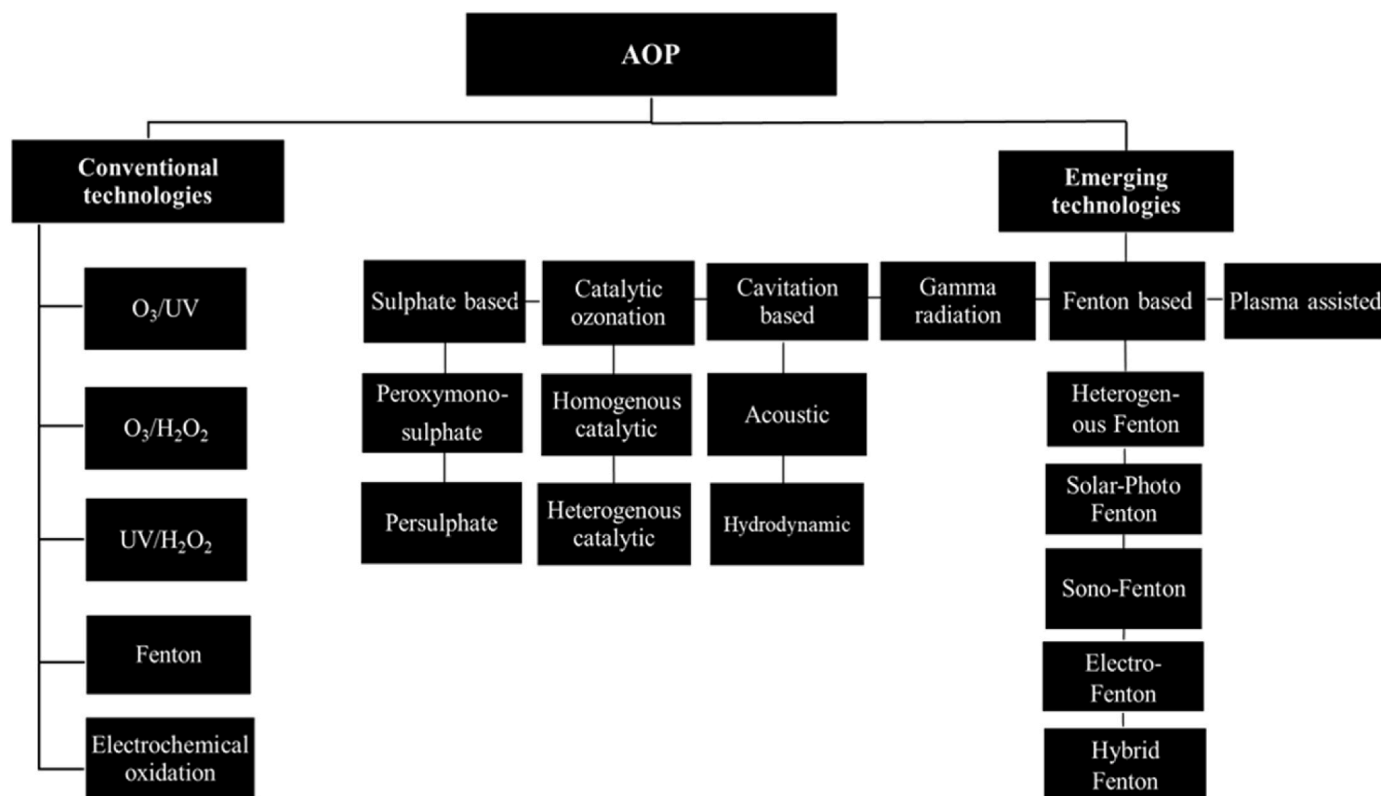 AOP
Conventional
technologies
O₃/UV
O₃/H₂O₂
UV/H₂O₂
Fenton
Electrochemical
oxidation
Emerging
technologies
Sulphate based
Peroxymono-
sulphate
Persulphate
Catalytic
ozonation
Homogenous
catalytic
Heterogenous
catalytic
Cavitation
based
Acoustic
Hydrodynamic
Gamma
radiation
Fenton based
Heterogen-
ous Fenton
Solar-Photo
Fenton
Sono-Fenton
Electro-
Fenton
Hybrid
Fenton
Plasma assisted